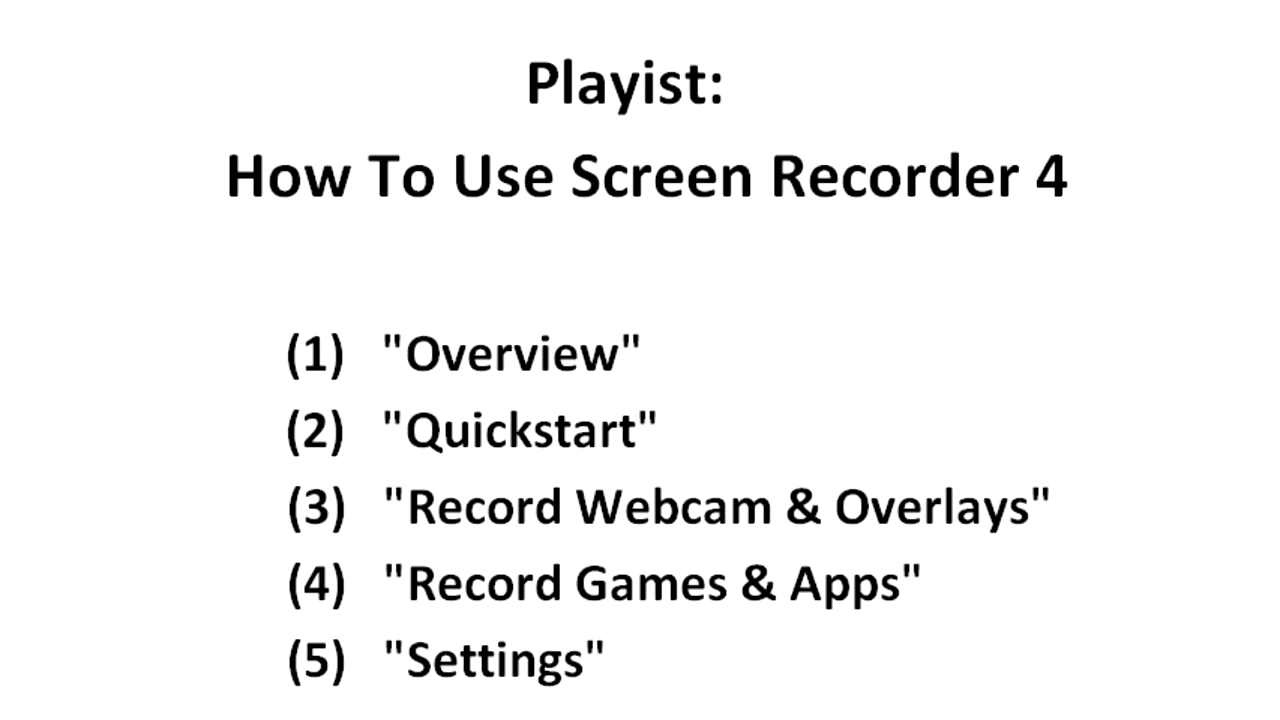 Playist:
How To Use Screen Recorder 4
(1) "Overview"
(2) "Quickstart"
(3) "Record Webcam & Overlays"
(4) "Record Games & Apps"
(5) "Settings"